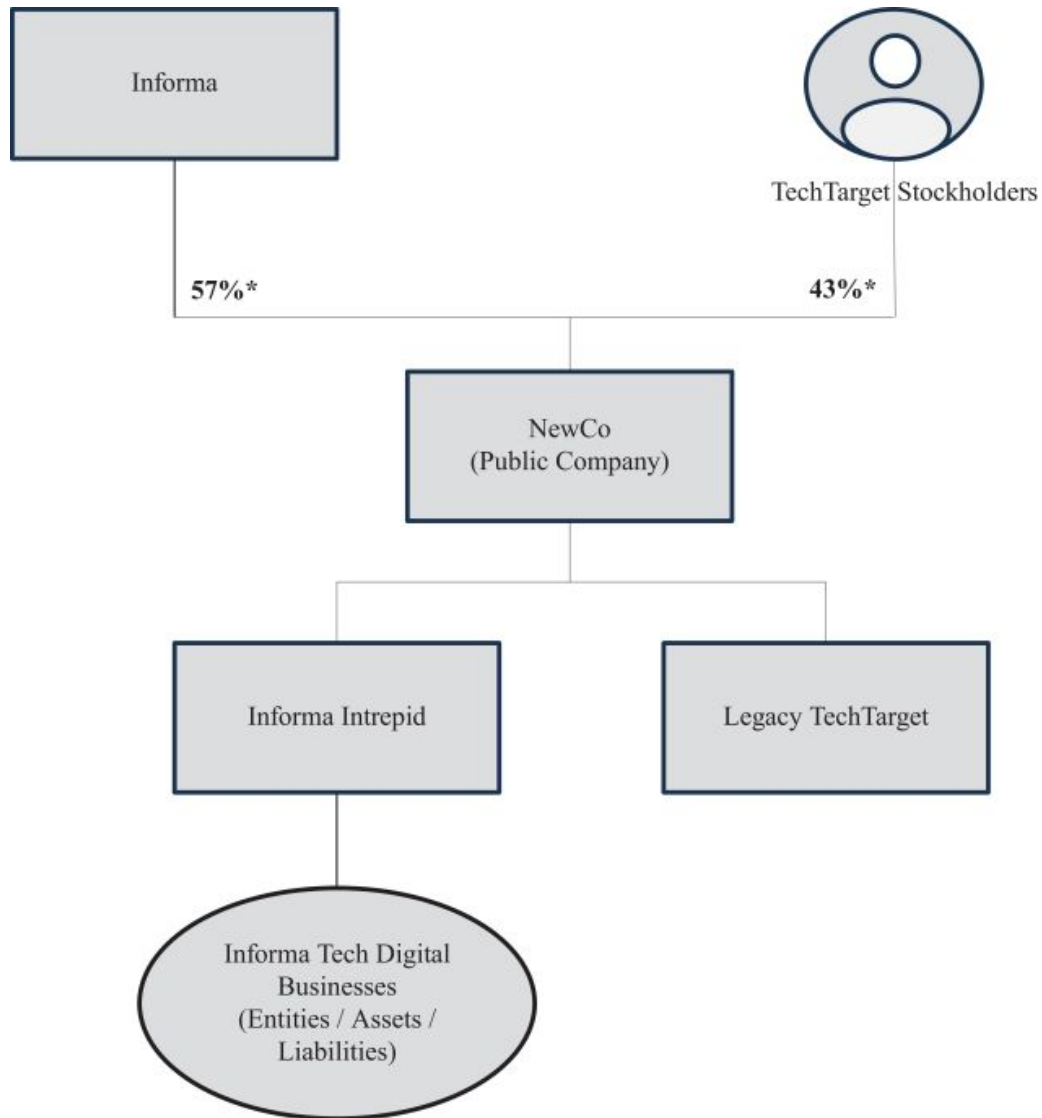 Informa
TechTarget Stockholders
57%*
43%*
NewCo
(Public Company)
Informa Intrepid
Legacy TechTarget
Informa Tech Digital
Businesses
(Entities / Assets /
Liabilities)